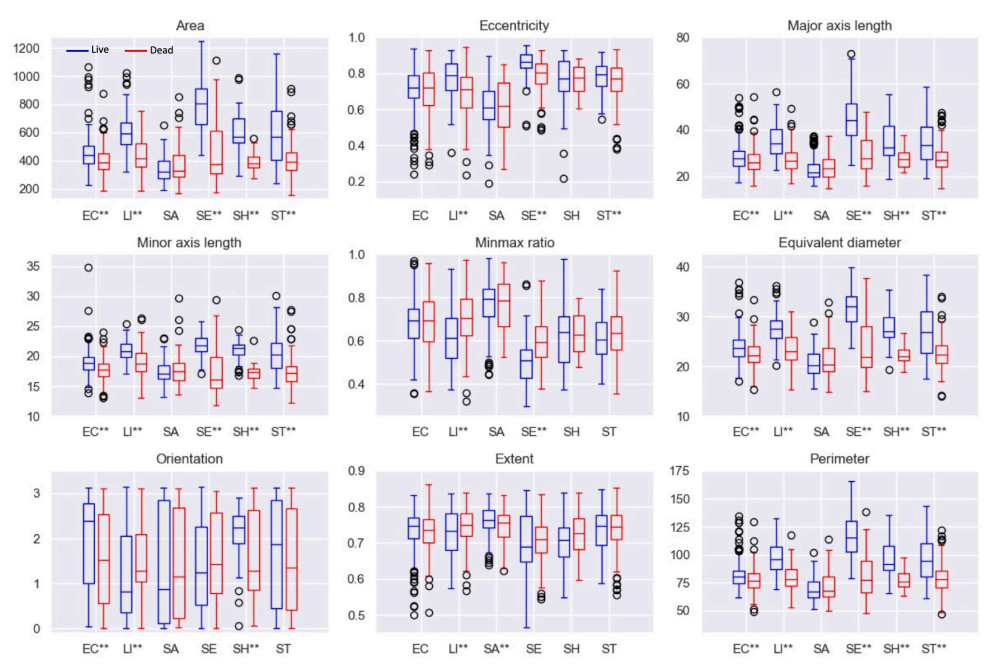 Area
Eccentricity
Major axis length
Live
Dead
1200
1000
800
600
400
200
1.0
0.8
0.6
0.4
0.2
80
60
40
20
EC** LI** SA SE** SH** ST**
EC LI** SA SE** SH ST**
EC** LI** SA SE** SH** ST**
Minor axis length
Minmax ratio
Equivalent diameter
35
30
25
20
15
10
1.0
0.8
0.6
0.4
40
30
20
10
EC** LI** SA SE** SH** ST**
EC LI** SA SE** SH ST
EC** LI** SA SE** SH** ST**
Orientation
Extent
Perimeter
3
2
1
0
0.9
0.8
0.7
0.6
0.5
175
150
125
100
75
50
EC** LI** SA SE SH** ST
EC LI** SA** SE SH ST
EC** LI** SA SE** SH** ST**